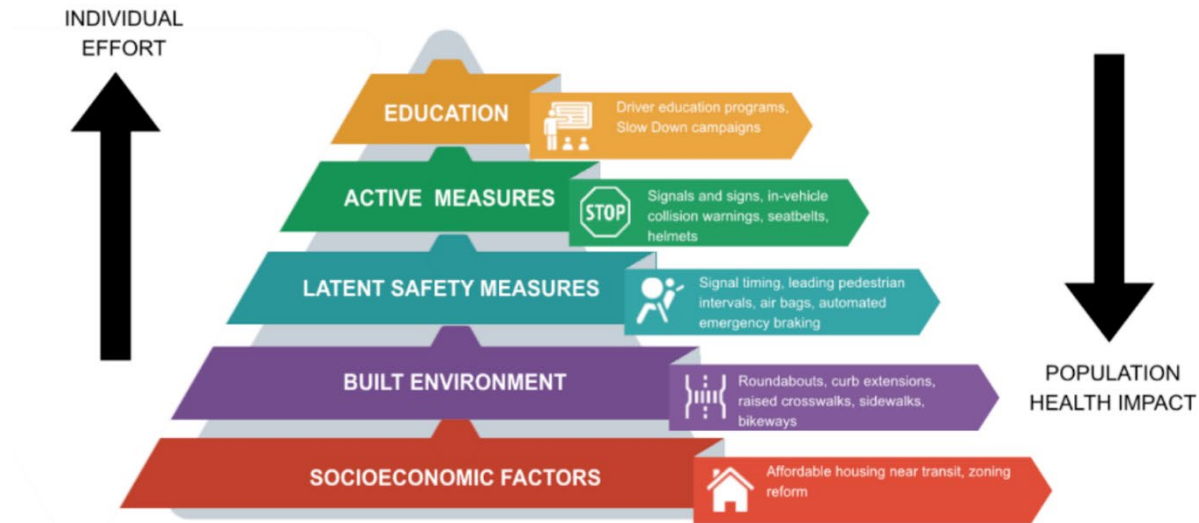 INDIVIDUAL
EFFORT
EDUCATION
Driver education programs,
Slow Down campaigns
ACTIVE MEASURES
STOP
Signals and signs, in-vehicle
collision warnings, seatbelts,
helmets
LATENT SAFETY MEASURES
Signal timing, leading pedestrian
intervals, air bags, automated
emergency braking
BUILT ENVIRONMENT
Roundabouts, curb extensions,
raised crosswalks, sidewalks,
bikeways
SOCIOECONOMIC FACTORS
Affordable housing near transit, zoning
reform
POPULATION
HEALTH IMPACT